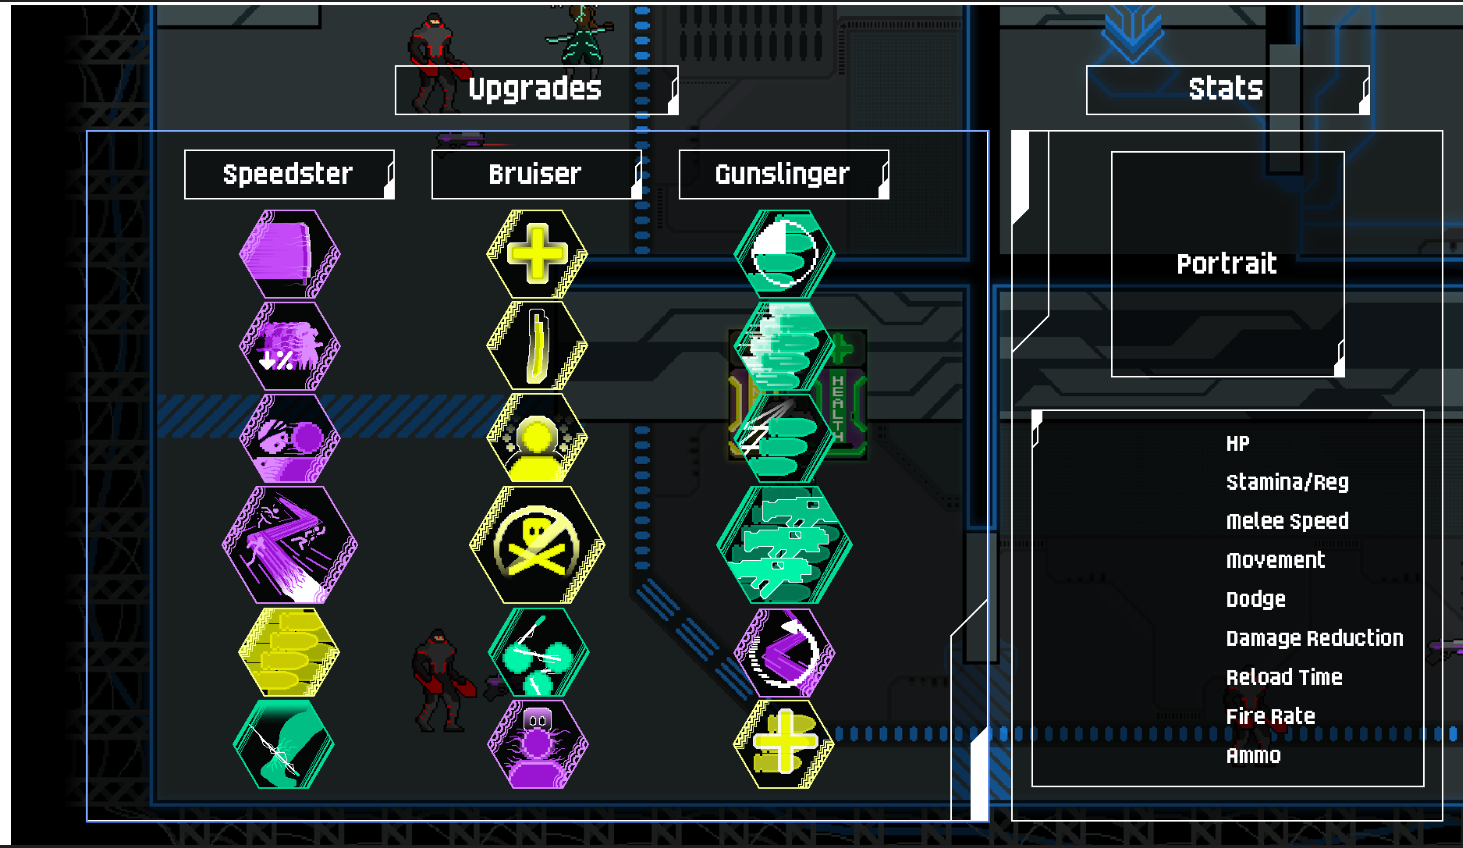 Upgrades
Stats
Speedster
Bruiser
Gunslinger
↓%
HEALTH
Portrait
HP
Stamina/Reg
Melee Speed
Movement
Dodge
Damage Reduction
Reload Time
Fire Rate
Ammo